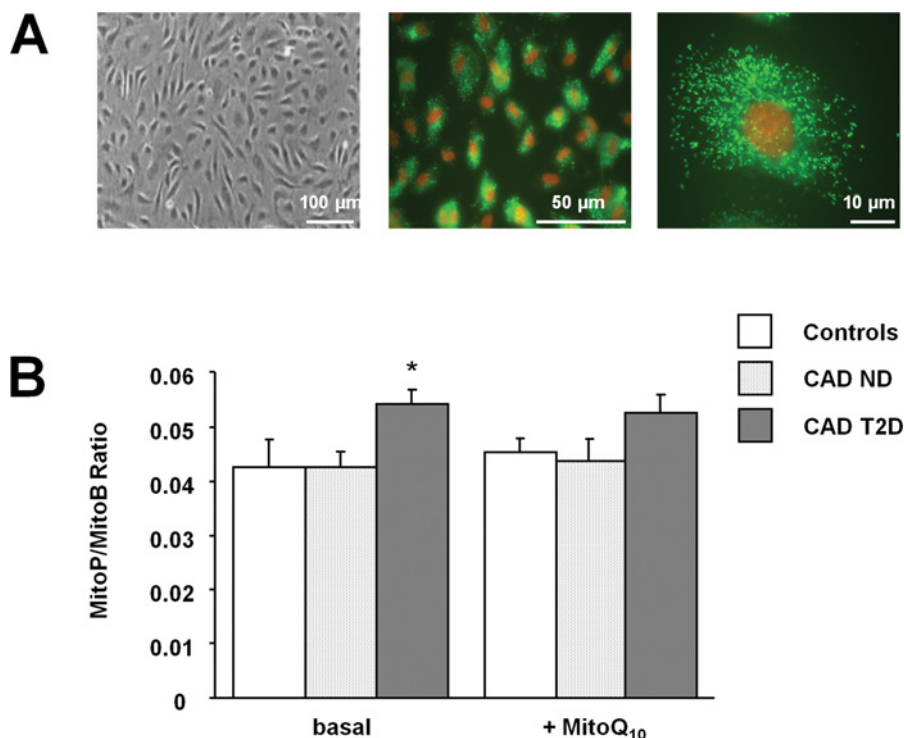 A
100 µm
50 µm
10 µm
B
Controls
CAD ND
CAD T2D
MitoP/MitoB Ratio
0.06
0.05
0.04
0.03
0.02
0.01
0
*
basal
+ MitoQ₁₀